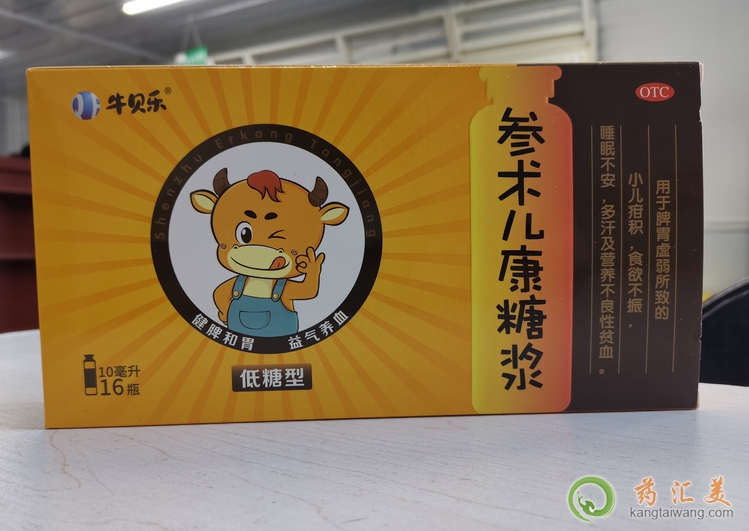 牛贝乐®
Shenzhu Erkang Tangjiang
健脾和胃 益气养血
低糖型
10毫升
16瓶
参术儿康糖浆
OTC
用于脾胃虚弱所致的
小儿疳积，食欲不振，
睡眠不安，多汗及营养不良性贫血。
药汇美
kangtaiwang.com